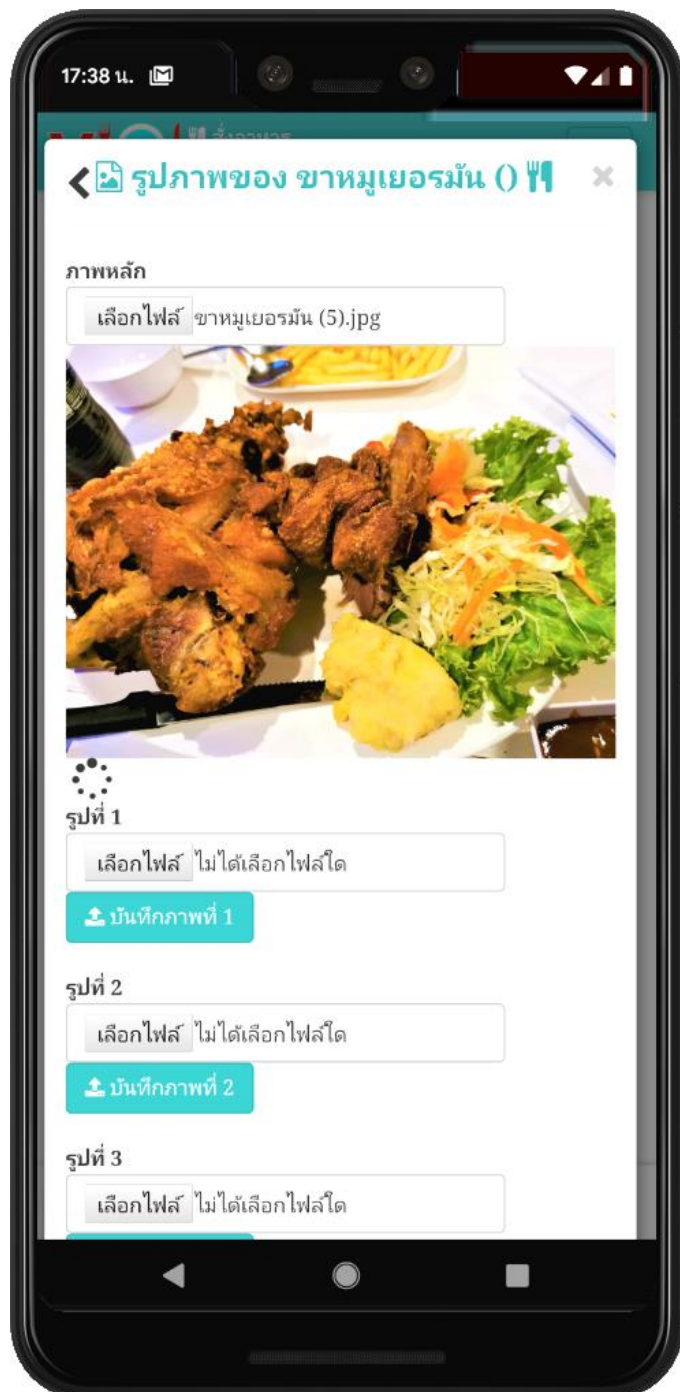 17:38 น.
สั่งอาหาร
รูปภาพของ ขาหมูเยอรมัน ()
ภาพหลัก
เลือกไฟล์ ขาหมูเยอรมัน (5).jpg
รูปที่ 1
เลือกไฟล์ ไม่ได้เลือกไฟล์ใด
บันทึกภาพที่ 1
รูปที่ 2
เลือกไฟล์ ไม่ได้เลือกไฟล์ใด
บันทึกภาพที่ 2
รูปที่ 3
เลือกไฟล์ ไม่ได้เลือกไฟล์ใด